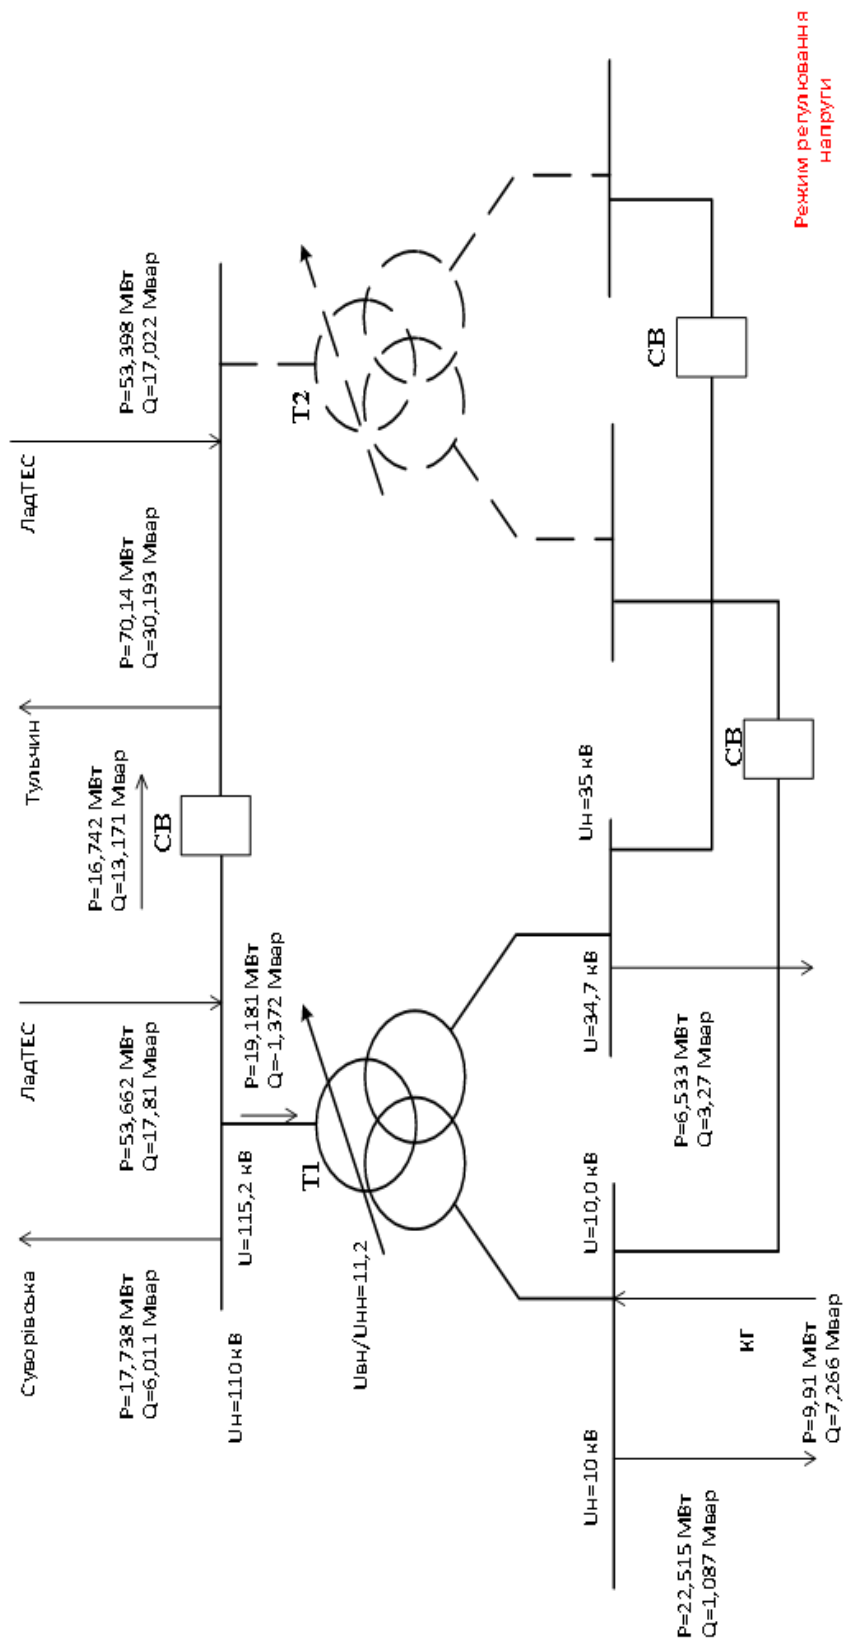 Суворівська
ЛадТЕС
Тульчин
ЛадТЕС
P=17,738 МВт
Q=6,011 Мвар
P=53,662 МВт
Q=17,81 Мвар
P=16,742 МВт
Q=13,171 Мвар
P=70,14 МВт
Q=30,193 Мвар
P=53,398 МВт
Q=17,022 Мвар
СВ
Uн=110 кВ
U=115,2 кВ
P=19,181 МВт
Q=-1,372 Мвар
Т1
Т2
Uвн/Uнн=11,2
Uн=10 кВ
U=10,0 кВ
U=34,7 кВ
Uн=35 кВ
СВ
P=22,515 МВт
Q=1,087 Мвар
P=6,533 МВт
Q=3,27 Мвар
СВ
КГ
P=9,91 МВт
Q=7,266 Мвар
Режим регулювання
напруги